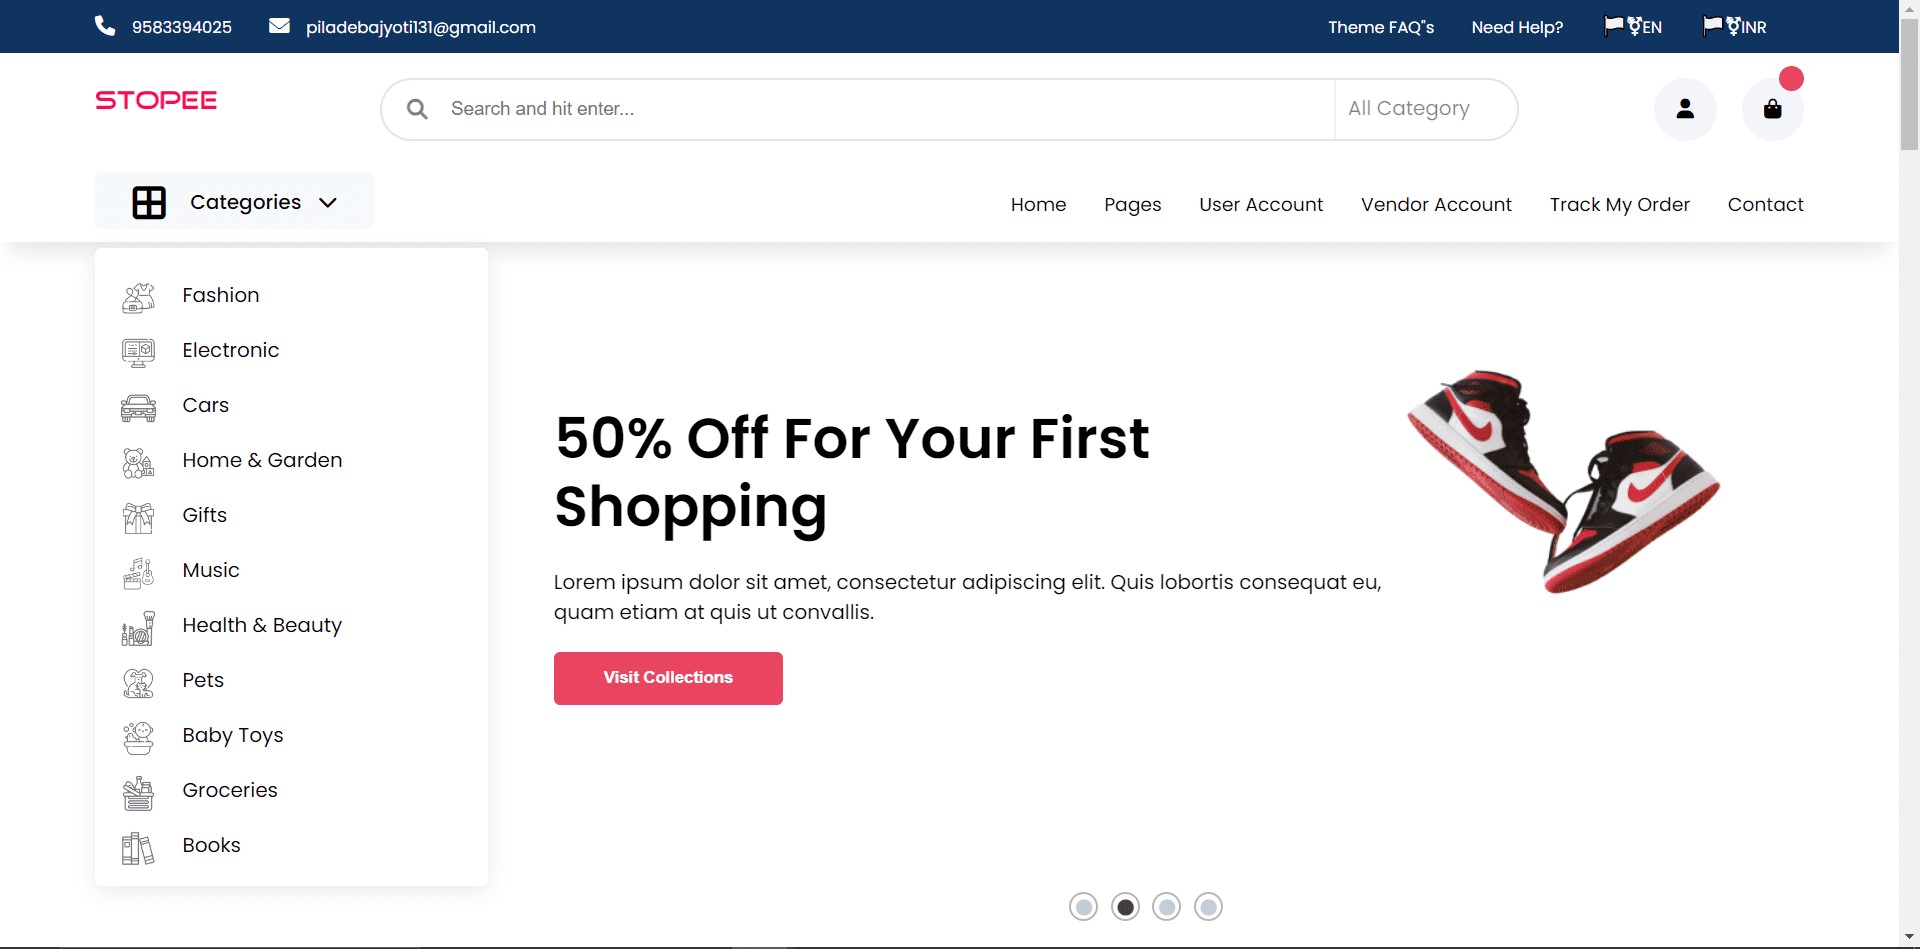 9583394025
piladebajyoti131@gmail.com
Theme FAQ"s
Need Help?
🏳️⚧EN
🏳️⚧INR
STOPEE
Search and hit enter...
All Category
Categories
Home
Pages
User Account
Vendor Account
Track My Order
Contact
Fashion
Electronic
Cars
Home & Garden
Gifts
Music
Health & Beauty
Pets
Baby Toys
Groceries
Books
50% Off For Your First
Shopping
Lorem ipsum dolor sit amet, consectetur adipiscing elit. Quis lobortis consequat eu,
quam etiam at quis ut convallis.
Visit Collections